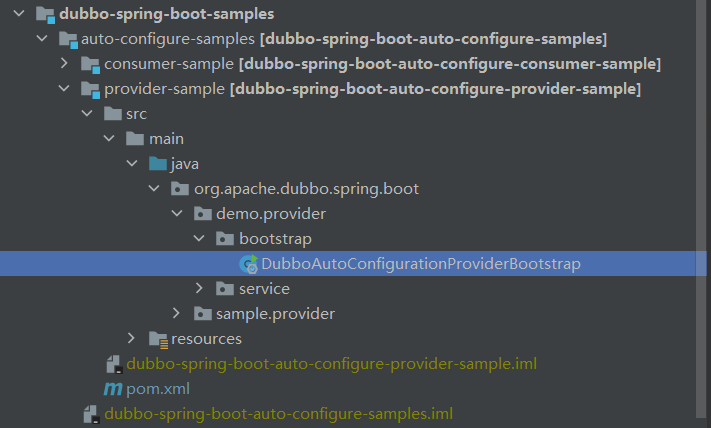 dubbo-spring-boot-samples
auto-configure-samples [dubbo-spring-boot-auto-configure-samples]
consumer-sample [dubbo-spring-boot-auto-configure-consumer-sample]
provider-sample [dubbo-spring-boot-auto-configure-provider-sample]
src
main
java
org.apache.dubbo.spring.boot
demo.provider
bootstrap
DubboAutoConfigurationProviderBootstrap
service
sample.provider
resources
dubbo-spring-boot-auto-configure-provider-sample.iml
pom.xml
dubbo-spring-boot-auto-configure-samples.iml